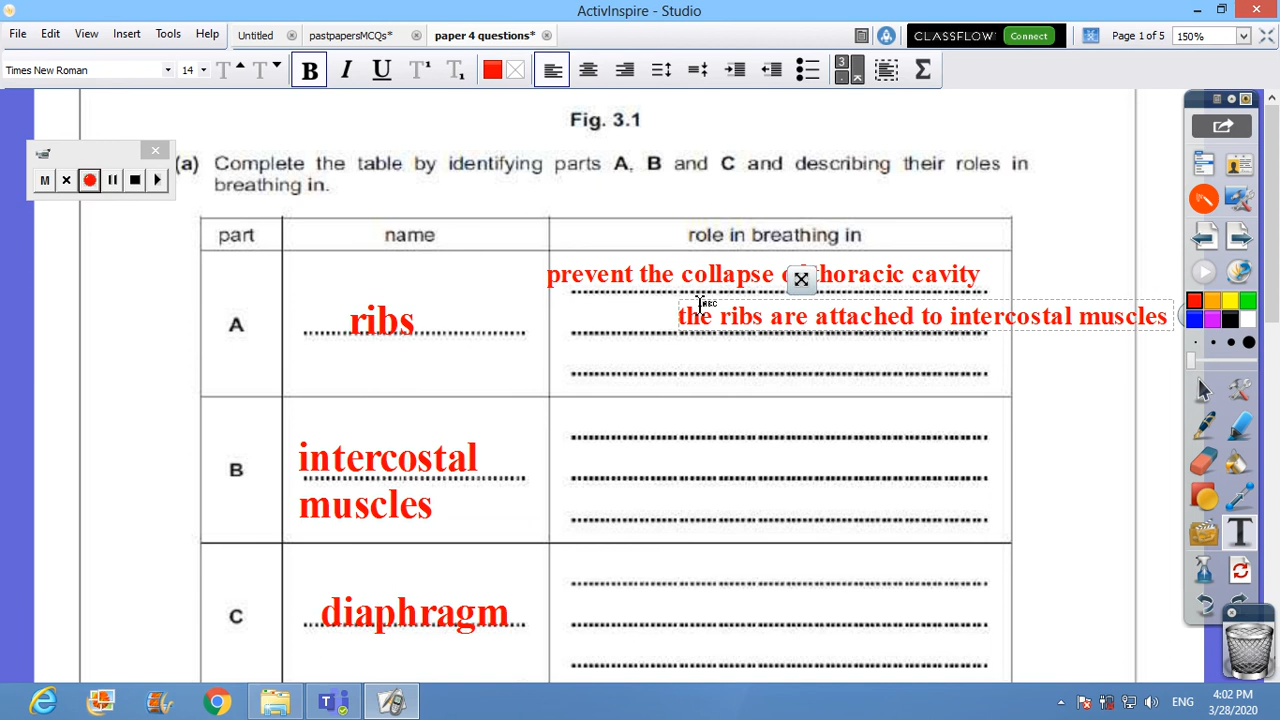 ActivInspire - Studio
File Edit View Insert Tools Help
Untitled pastpapersMCQs* paper 4 questions*
CLASSFLOW Connect
Page 1 of 5 150%
Times New Roman 14 B I U
Fig. 3.1
(a) Complete the table by identifying parts A, B and C and describing their roles in
breathing in.
part name role in breathing in
prevent the collapse thoracic cavity
A ribs
the ribs are attached to intercostal muscles
B intercostal
muscles
C diaphragm
M
REC
ENG
4:02 PM
3/28/2020